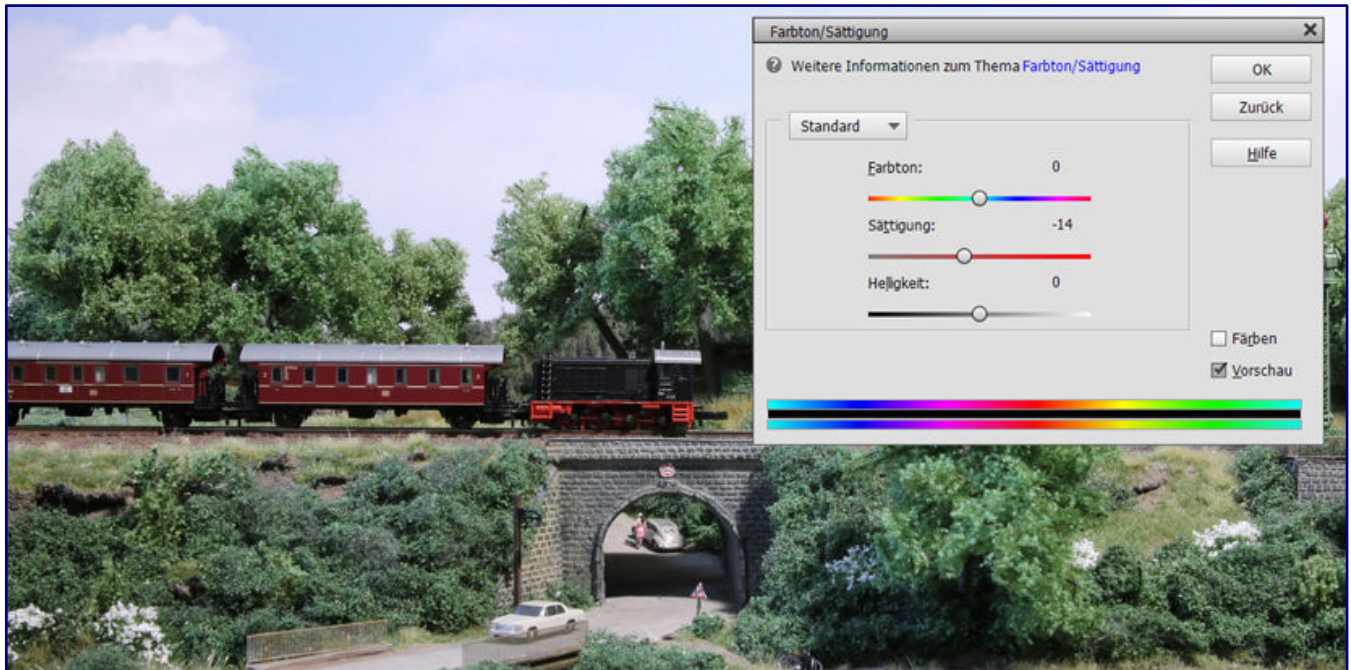 Farbton/Sättigung
Weitere Informationen zum Thema Farbton/Sättigung
OK
Zurück
Hilfe
Standard
Farbton: 0
Sättigung: -14
Helligkeit: 0
Färben
Vorschau